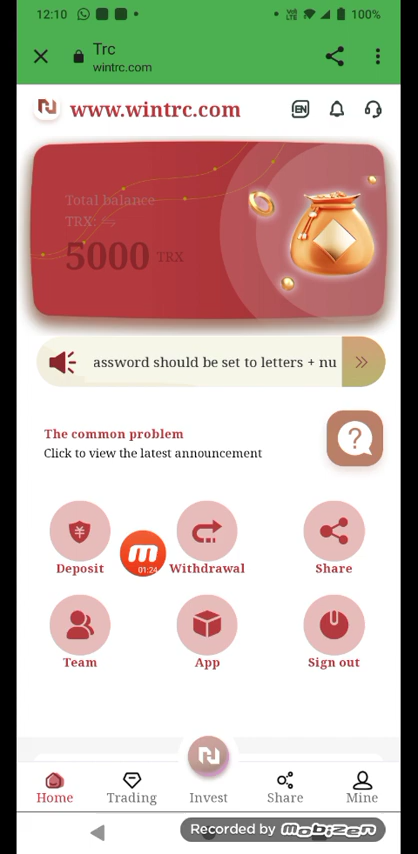 12:10
100%
Trc
wintrc.com
www.wintrc.com
EN
Total balance
TRX:
5000 TRX
assword should be set to letters + nu
The common problem
Click to view the latest announcement
?
Deposit
01:24
Withdrawal
Share
Team
App
Sign out
Home
Trading
Invest
Share
Mine
Recorded by mobizen